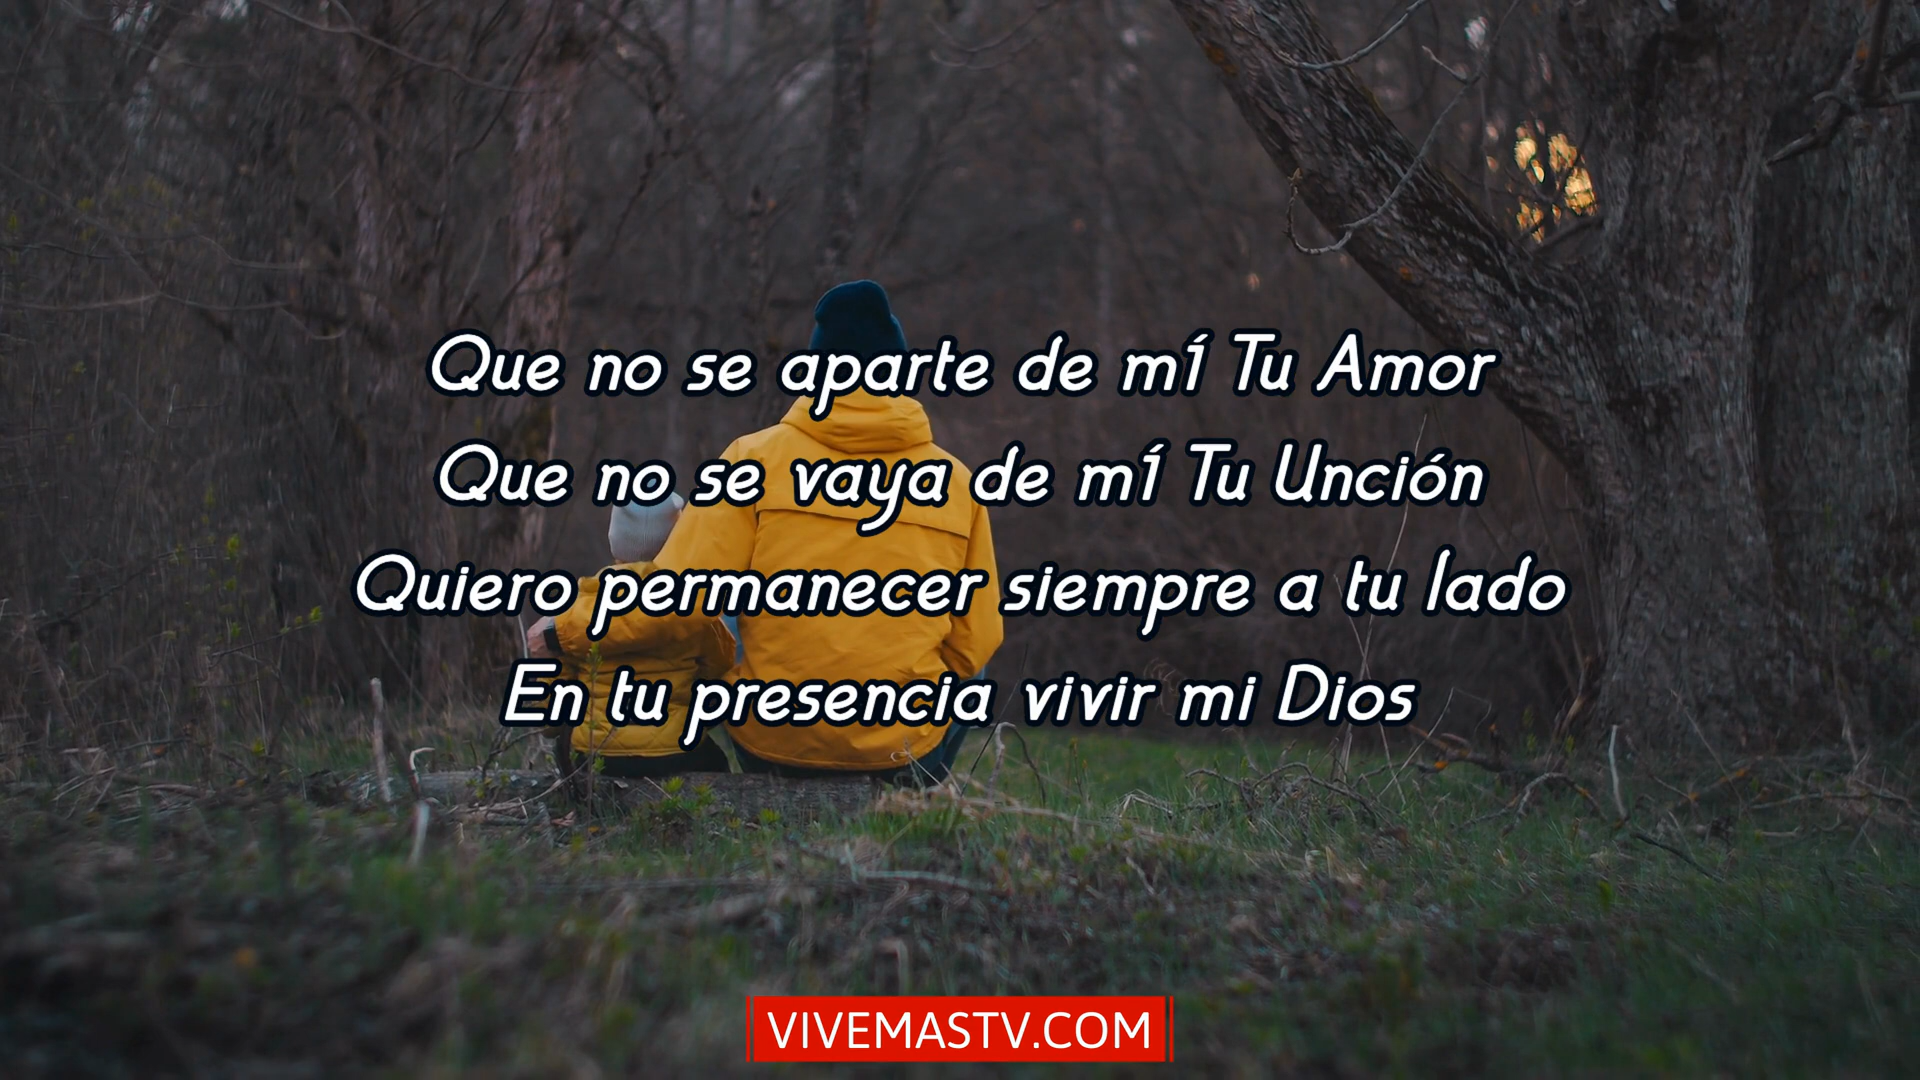 Que no se aparte de mí Tu Amor
Que no se vaya de mí Tu Unción
Quiero permanecer siempre a tu lado
En tu presencia vivir mi Dios
VIVEMASTV.COM